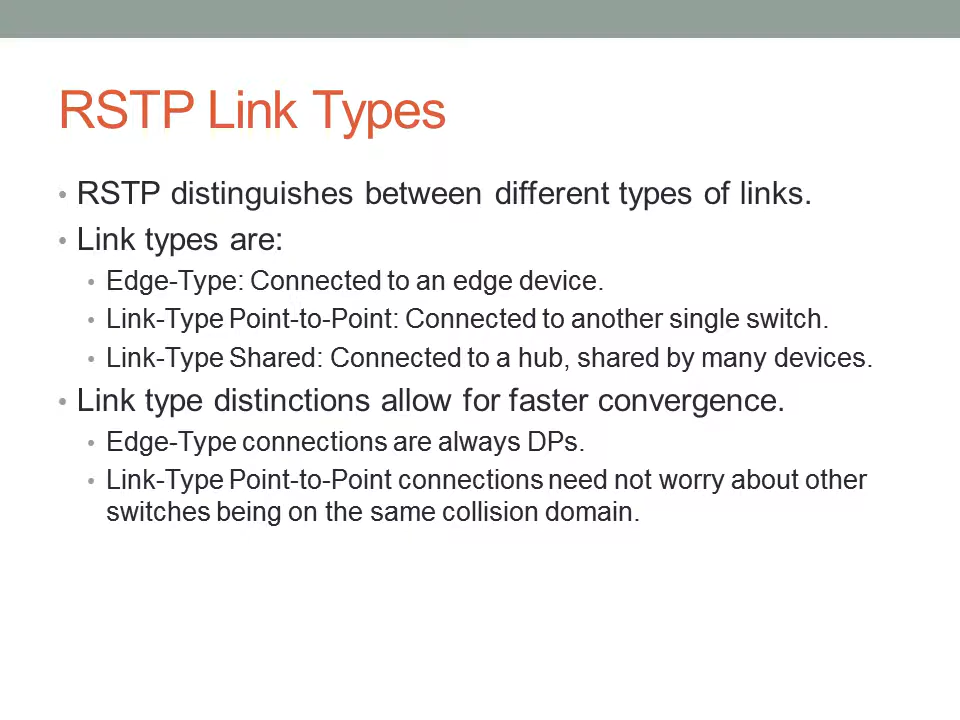 RSTP Link Types
• RSTP distinguishes between different types of links.
• Link types are:
• Edge-Type: Connected to an edge device.
• Link-Type Point-to-Point: Connected to another single switch.
• Link-Type Shared: Connected to a hub, shared by many devices.
• Link type distinctions allow for faster convergence.
• Edge-Type connections are always DPs.
• Link-Type Point-to-Point connections need not worry about other
switches being on the same collision domain.